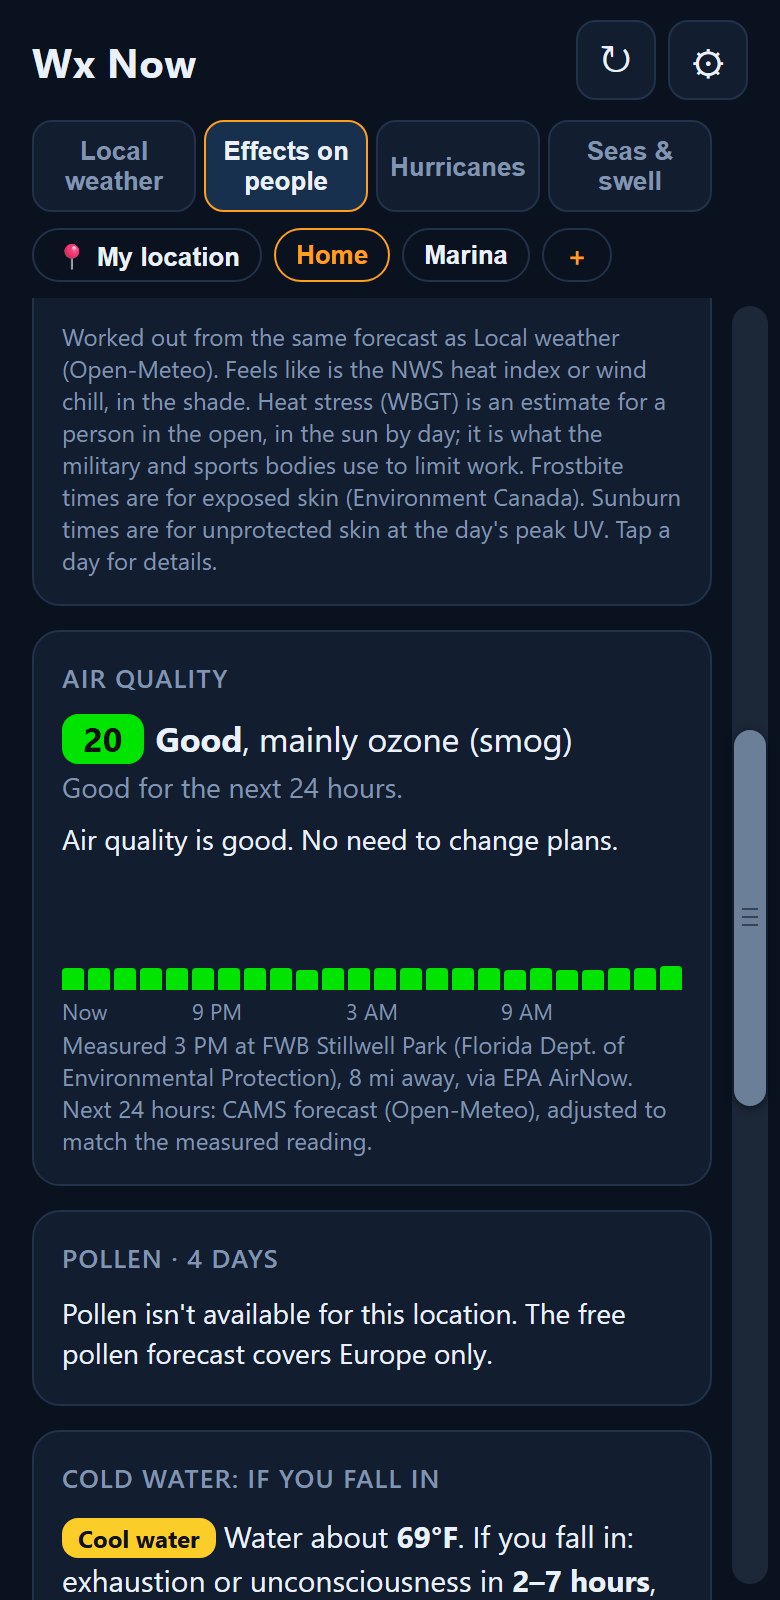 Wx Now
Local
weather
Effects on
people
Hurricanes
Seas &
swell
My location
Home
Marina
+
Worked out from the same forecast as Local weather
(Open-Meteo). Feels like is the NWS heat index or wind
chill, in the shade. Heat stress (WBGT) is an estimate for a
person in the open, in the sun by day; it is what the
military and sports bodies use to limit work. Frostbite
times are for exposed skin (Environment Canada). Sunburn
times are for unprotected skin at the day's peak UV. Tap a
day for details.
AIR QUALITY
20 Good, mainly ozone (smog)
Good for the next 24 hours.
Air quality is good. No need to change plans.
Now 9 PM 3 AM 9 AM
Measured 3 PM at FWB Stillwell Park (Florida Dept. of
Environmental Protection), 8 mi away, via EPA AirNow.
Next 24 hours: CAMS forecast (Open-Meteo), adjusted to
match the measured reading.
POLLEN · 4 DAYS
Pollen isn't available for this location. The free
pollen forecast covers Europe only.
COLD WATER: IF YOU FALL IN
Cool water Water about 69°F. If you fall in:
exhaustion or unconsciousness in 2–7 hours,